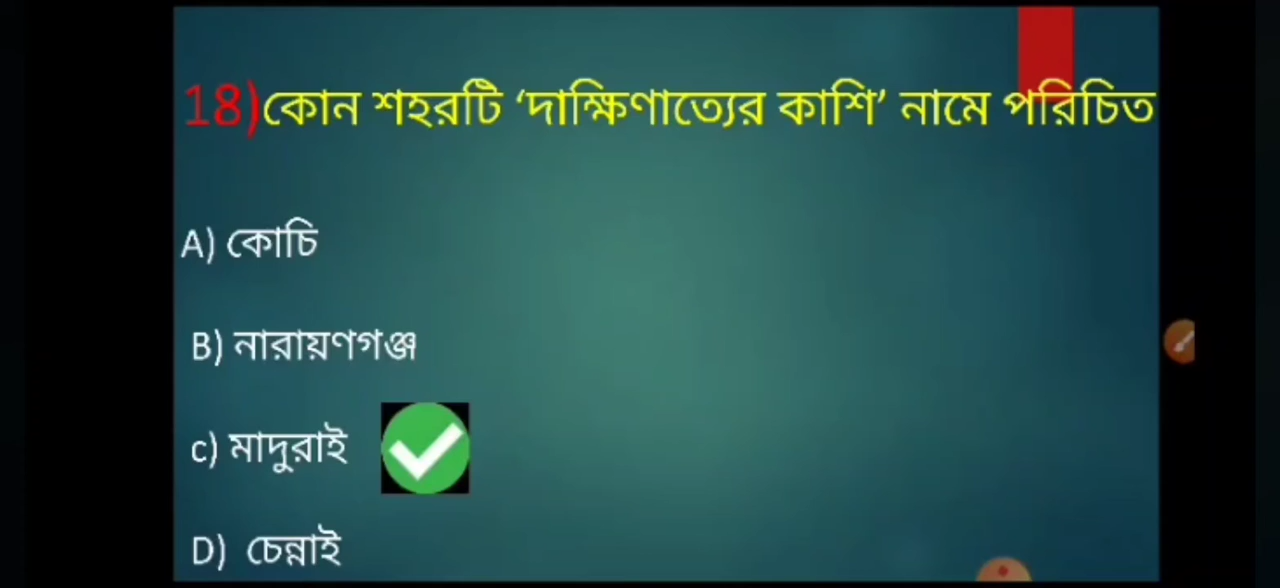 18)কোন শহরটি ‘দাক্ষিণাত্যের কাশি’ নামে পরিচিত
A) কোচি
B) নারায়ণগঞ্জ
c) মাদুরাই
D) চেন্নাই